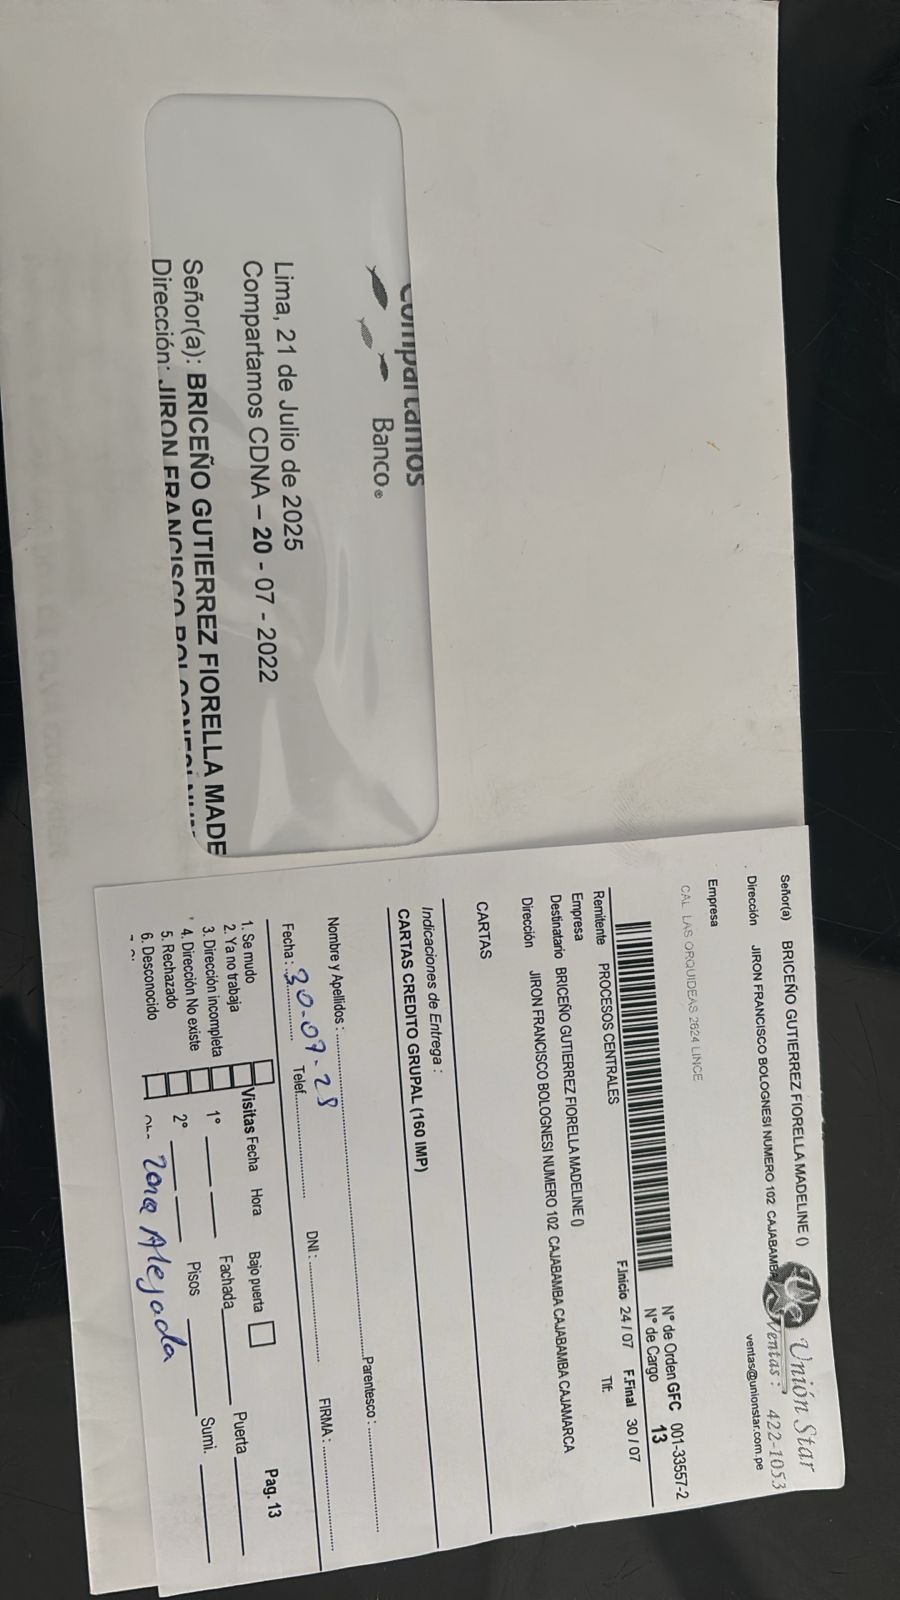 Compartamos
Banco®
Lima, 21 de Julio de 2025
Compartamos CDNA – 20 - 07 - 2022
Señor(a): BRICEÑO GUTIERREZ FIORELLA MADE
Dirección: JIRON FRANCISCO BOLOGNESI NUM
Señor(a) BRICEÑO GUTIERREZ FIORELLA MADELINE ()
Dirección JIRON FRANCISCO BOLOGNESI NUMERO 102 CAJABAMBA
Unión Star
Ventas: 422-1053
ventas@unionstar.com.pe
Empresa
CAL. LAS ORQUIDEAS 2624 LINCE
N° de Orden GFC 001-33557-2
N° de Cargo 13
F.Inicio 24 / 07 F.Final 30 / 07
Remitente PROCESOS CENTRALES
Tlf:
Empresa
Destinatario BRICEÑO GUTIERREZ FIORELLA MADELINE ()
Dirección JIRON FRANCISCO BOLOGNESI NUMERO 102 CAJABAMBA CAJABAMBA CAJAMARCA
CARTAS
Indicaciones de Entrega :
CARTAS CREDITO GRUPAL (160 IMP)
Nombre y Apellidos : Parentesco :
Fecha : Telef. DNI : FIRMA :
Pag. 13
1. Se mudo
2. Ya no trabaja
3. Dirección incompleta
4. Dirección No existe
5. Rechazado
6. Desconocido
Visitas Fecha Hora Bajo puerta
1° Fachada Puerta
2° Pisos Sumi.
Zona Alejada